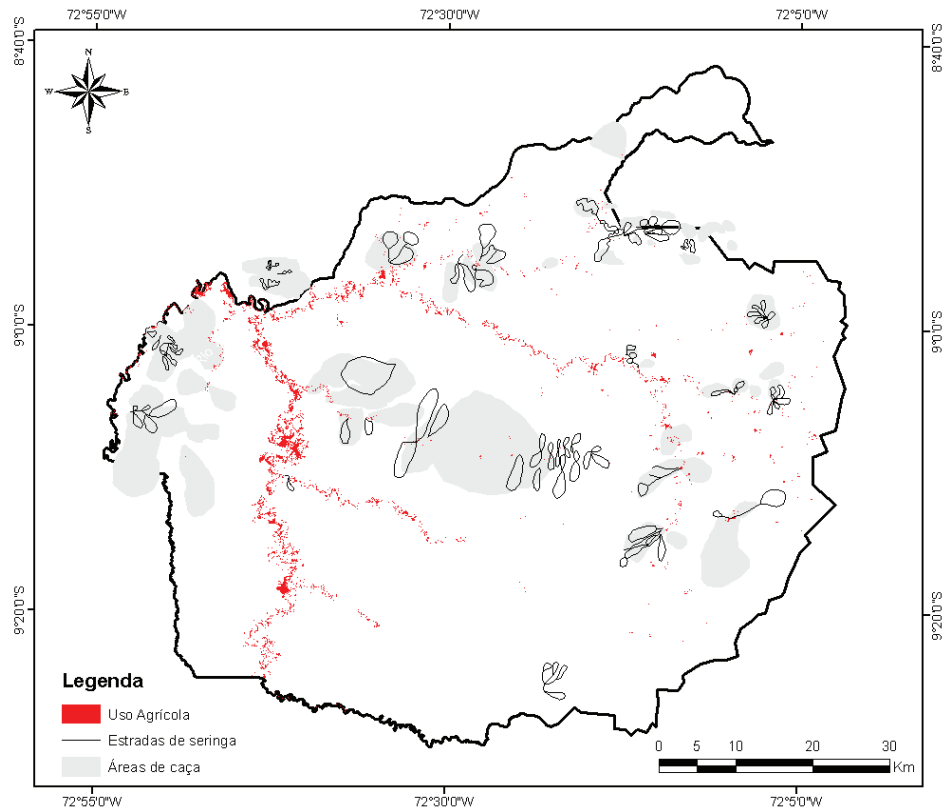 72°55'0"W 72°30'0"W 72°5'0"W
8°40'0"S 8°40'0"S
N
W E
S
9°0'0"S 9°0'0"S
9°20'0"S 9°20'0"S
Legenda
Uso Agrícola
Estradas de seringa
Áreas de caça
0 5 10 20 30
Km
72°55'0"W 72°30'0"W 72°5'0"W